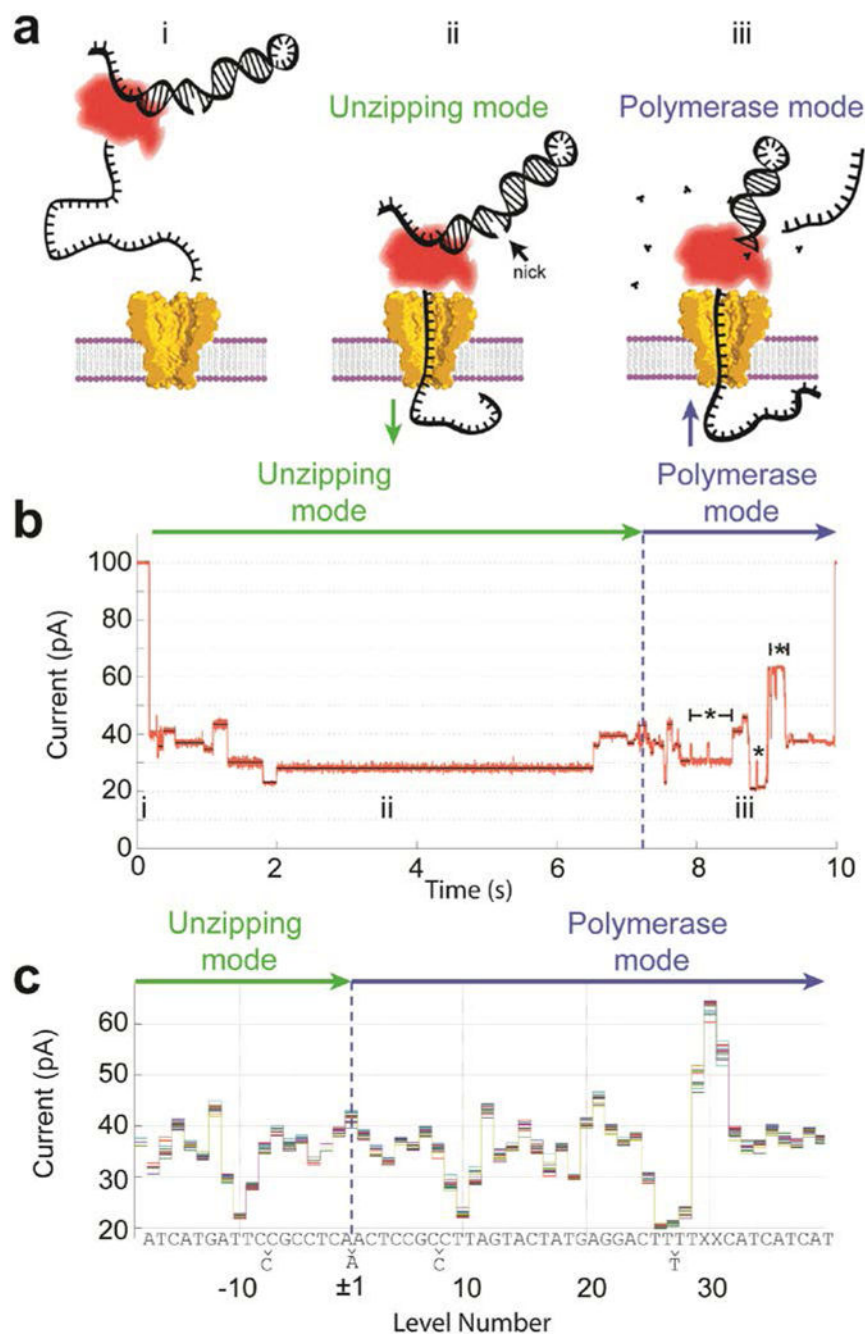 a
i ii iii
Unzipping mode Polymerase mode
nick
Unzipping mode
Polymerase mode
b
Current (pA)
100
80
60
40
20
0
* * *
i ii iii
0 2 4 6 8 10
Time (s)
c
Unzipping mode
Polymerase mode
Current (pA)
60
50
40
30
20
ATCATGATTCCGCCTCAACTCCGCCTTAGTACTATGAGGACTTTTXXCATCATCAT
C A C T
-10 ±1 10 20 30
Level Number